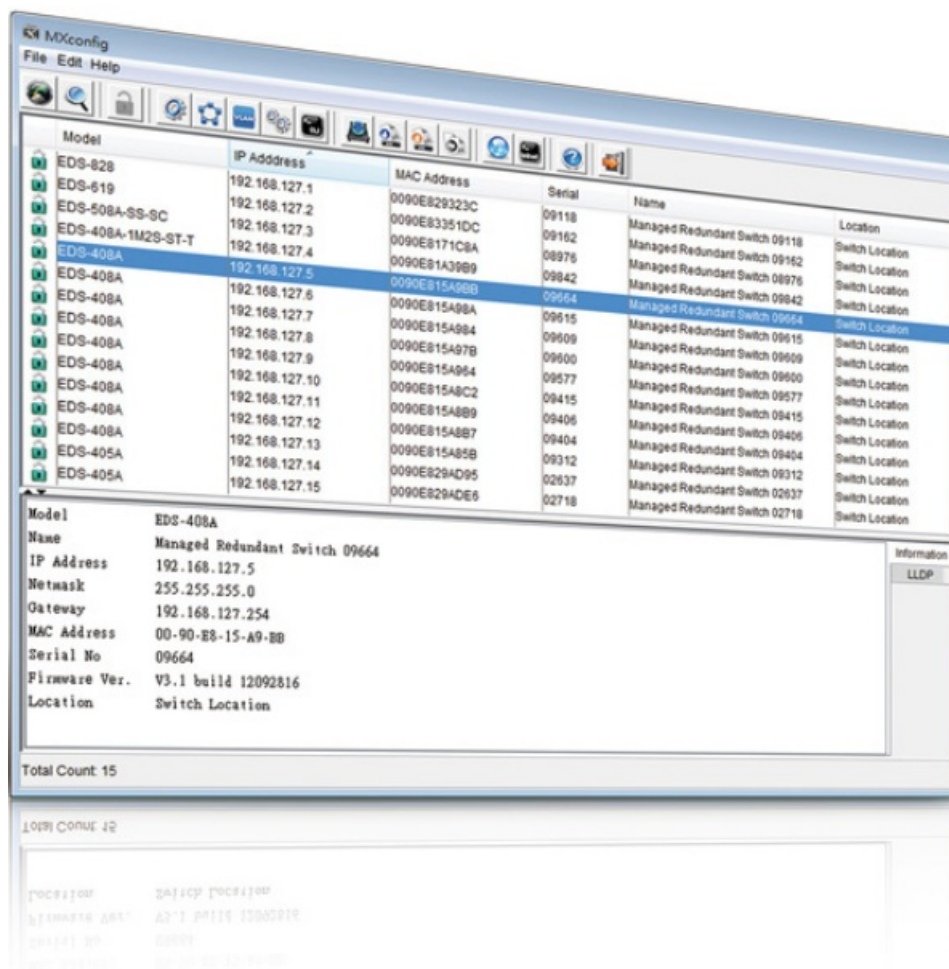 MXconfig
File Edit Help
VLAN
Model IP Adddress MAC Address Serial Name Location
EDS-828 192.168.127.1 0090E829323C 09118 Managed Redundant Switch 09118 Switch Location
EDS-619 192.168.127.2 0090E83351DC 09162 Managed Redundant Switch 09162 Switch Location
EDS-508A-SS-SC 192.168.127.3 0090E8171C8A 08976 Managed Redundant Switch 08976 Switch Location
EDS-408A-1M2S-ST-T 192.168.127.4 0090E81A39B9 09842 Managed Redundant Switch 09842 Switch Location
EDS-408A 192.168.127.5 0090E815A9BB 09664 Managed Redundant Switch 09664 Switch Location
EDS-408A 192.168.127.6 0090E815A98A 09615 Managed Redundant Switch 09615 Switch Location
EDS-408A 192.168.127.7 0090E815A984 09609 Managed Redundant Switch 09609 Switch Location
EDS-408A 192.168.127.8 0090E815A97B 09600 Managed Redundant Switch 09600 Switch Location
EDS-408A 192.168.127.9 0090E815A964 09577 Managed Redundant Switch 09577 Switch Location
EDS-408A 192.168.127.10 0090E815A8C2 09415 Managed Redundant Switch 09415 Switch Location
EDS-408A 192.168.127.11 0090E815A8B9 09406 Managed Redundant Switch 09406 Switch Location
EDS-408A 192.168.127.12 0090E815A8B7 09404 Managed Redundant Switch 09404 Switch Location
EDS-408A 192.168.127.13 0090E815A85B 09312 Managed Redundant Switch 09312 Switch Location
EDS-405A 192.168.127.14 0090E829AD95 02637 Managed Redundant Switch 02637 Switch Location
EDS-405A 192.168.127.15 0090E829ADE6 02718 Managed Redundant Switch 02718 Switch Location
Model EDS-408A
Name Managed Redundant Switch 09664
IP Address 192.168.127.5
Netmask 255.255.255.0
Gateway 192.168.127.254
MAC Address 00-90-E8-15-A9-BB
Serial No 09664
Firmware Ver. V3.1 build 12092816
Location Switch Location
Information
LLDP
Total Count: 15